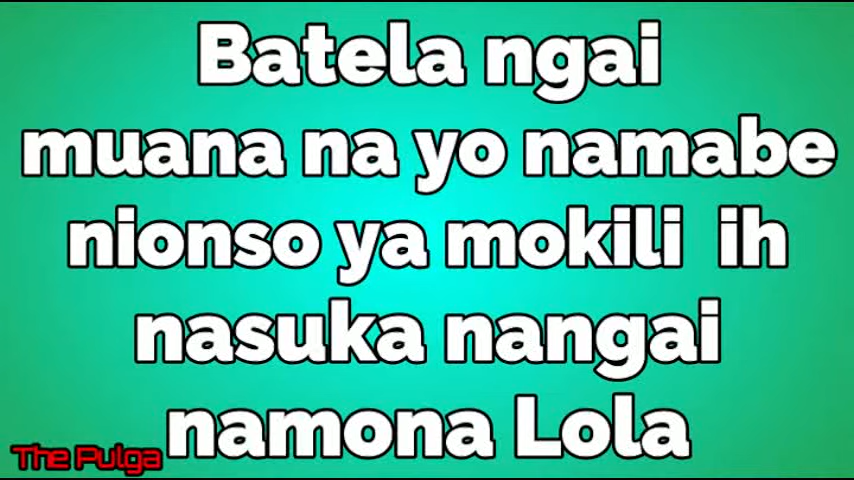 Batela ngai
muana na yo namabe
nionso ya mokili ih
nasuka nangai
namona Lola
The Pulga